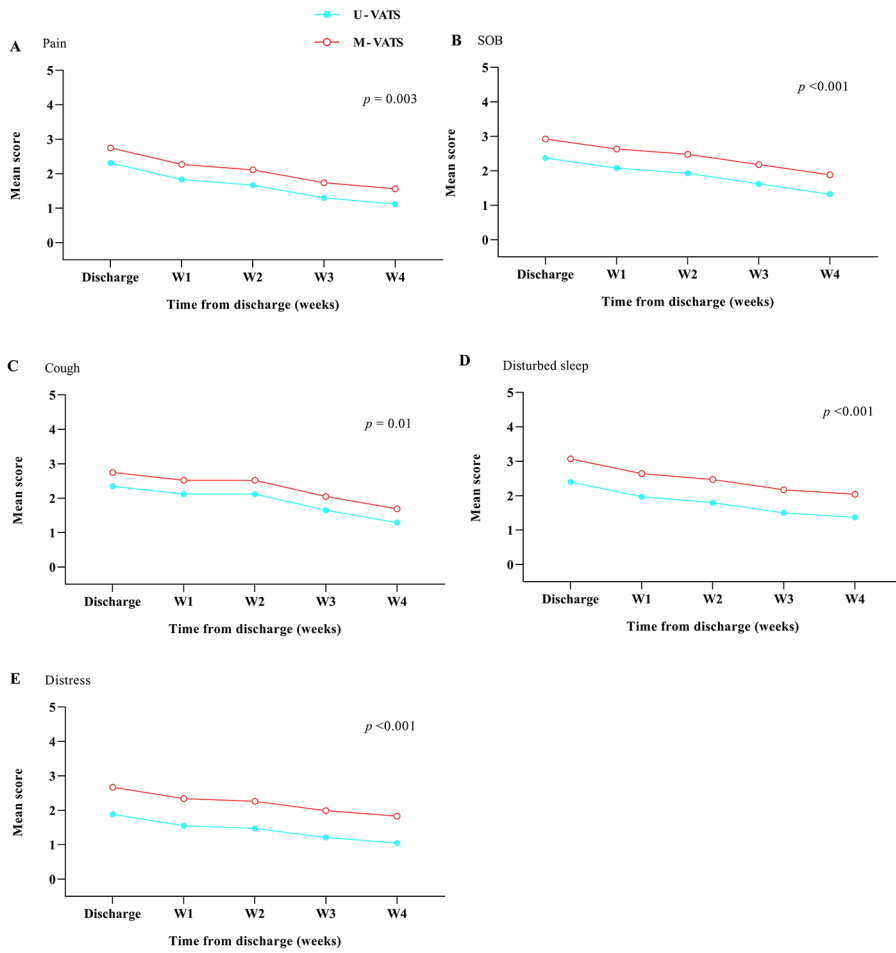 U-VATS
M-VATS
A Pain
p = 0.003
5
4
3
2
1
0
Mean score
Discharge W1 W2 W3 W4
Time from discharge (weeks)
B SOB
p <0.001
5
4
3
2
1
0
Mean score
Discharge W1 W2 W3 W4
Time from discharge (weeks)
C Cough
p = 0.01
5
4
3
2
1
0
Mean score
Discharge W1 W2 W3 W4
Time from discharge (weeks)
D Disturbed sleep
p <0.001
5
4
3
2
1
0
Mean score
Discharge W1 W2 W3 W4
Time from discharge (weeks)
E Distress
p <0.001
5
4
3
2
1
0
Mean score
Discharge W1 W2 W3 W4
Time from discharge (weeks)